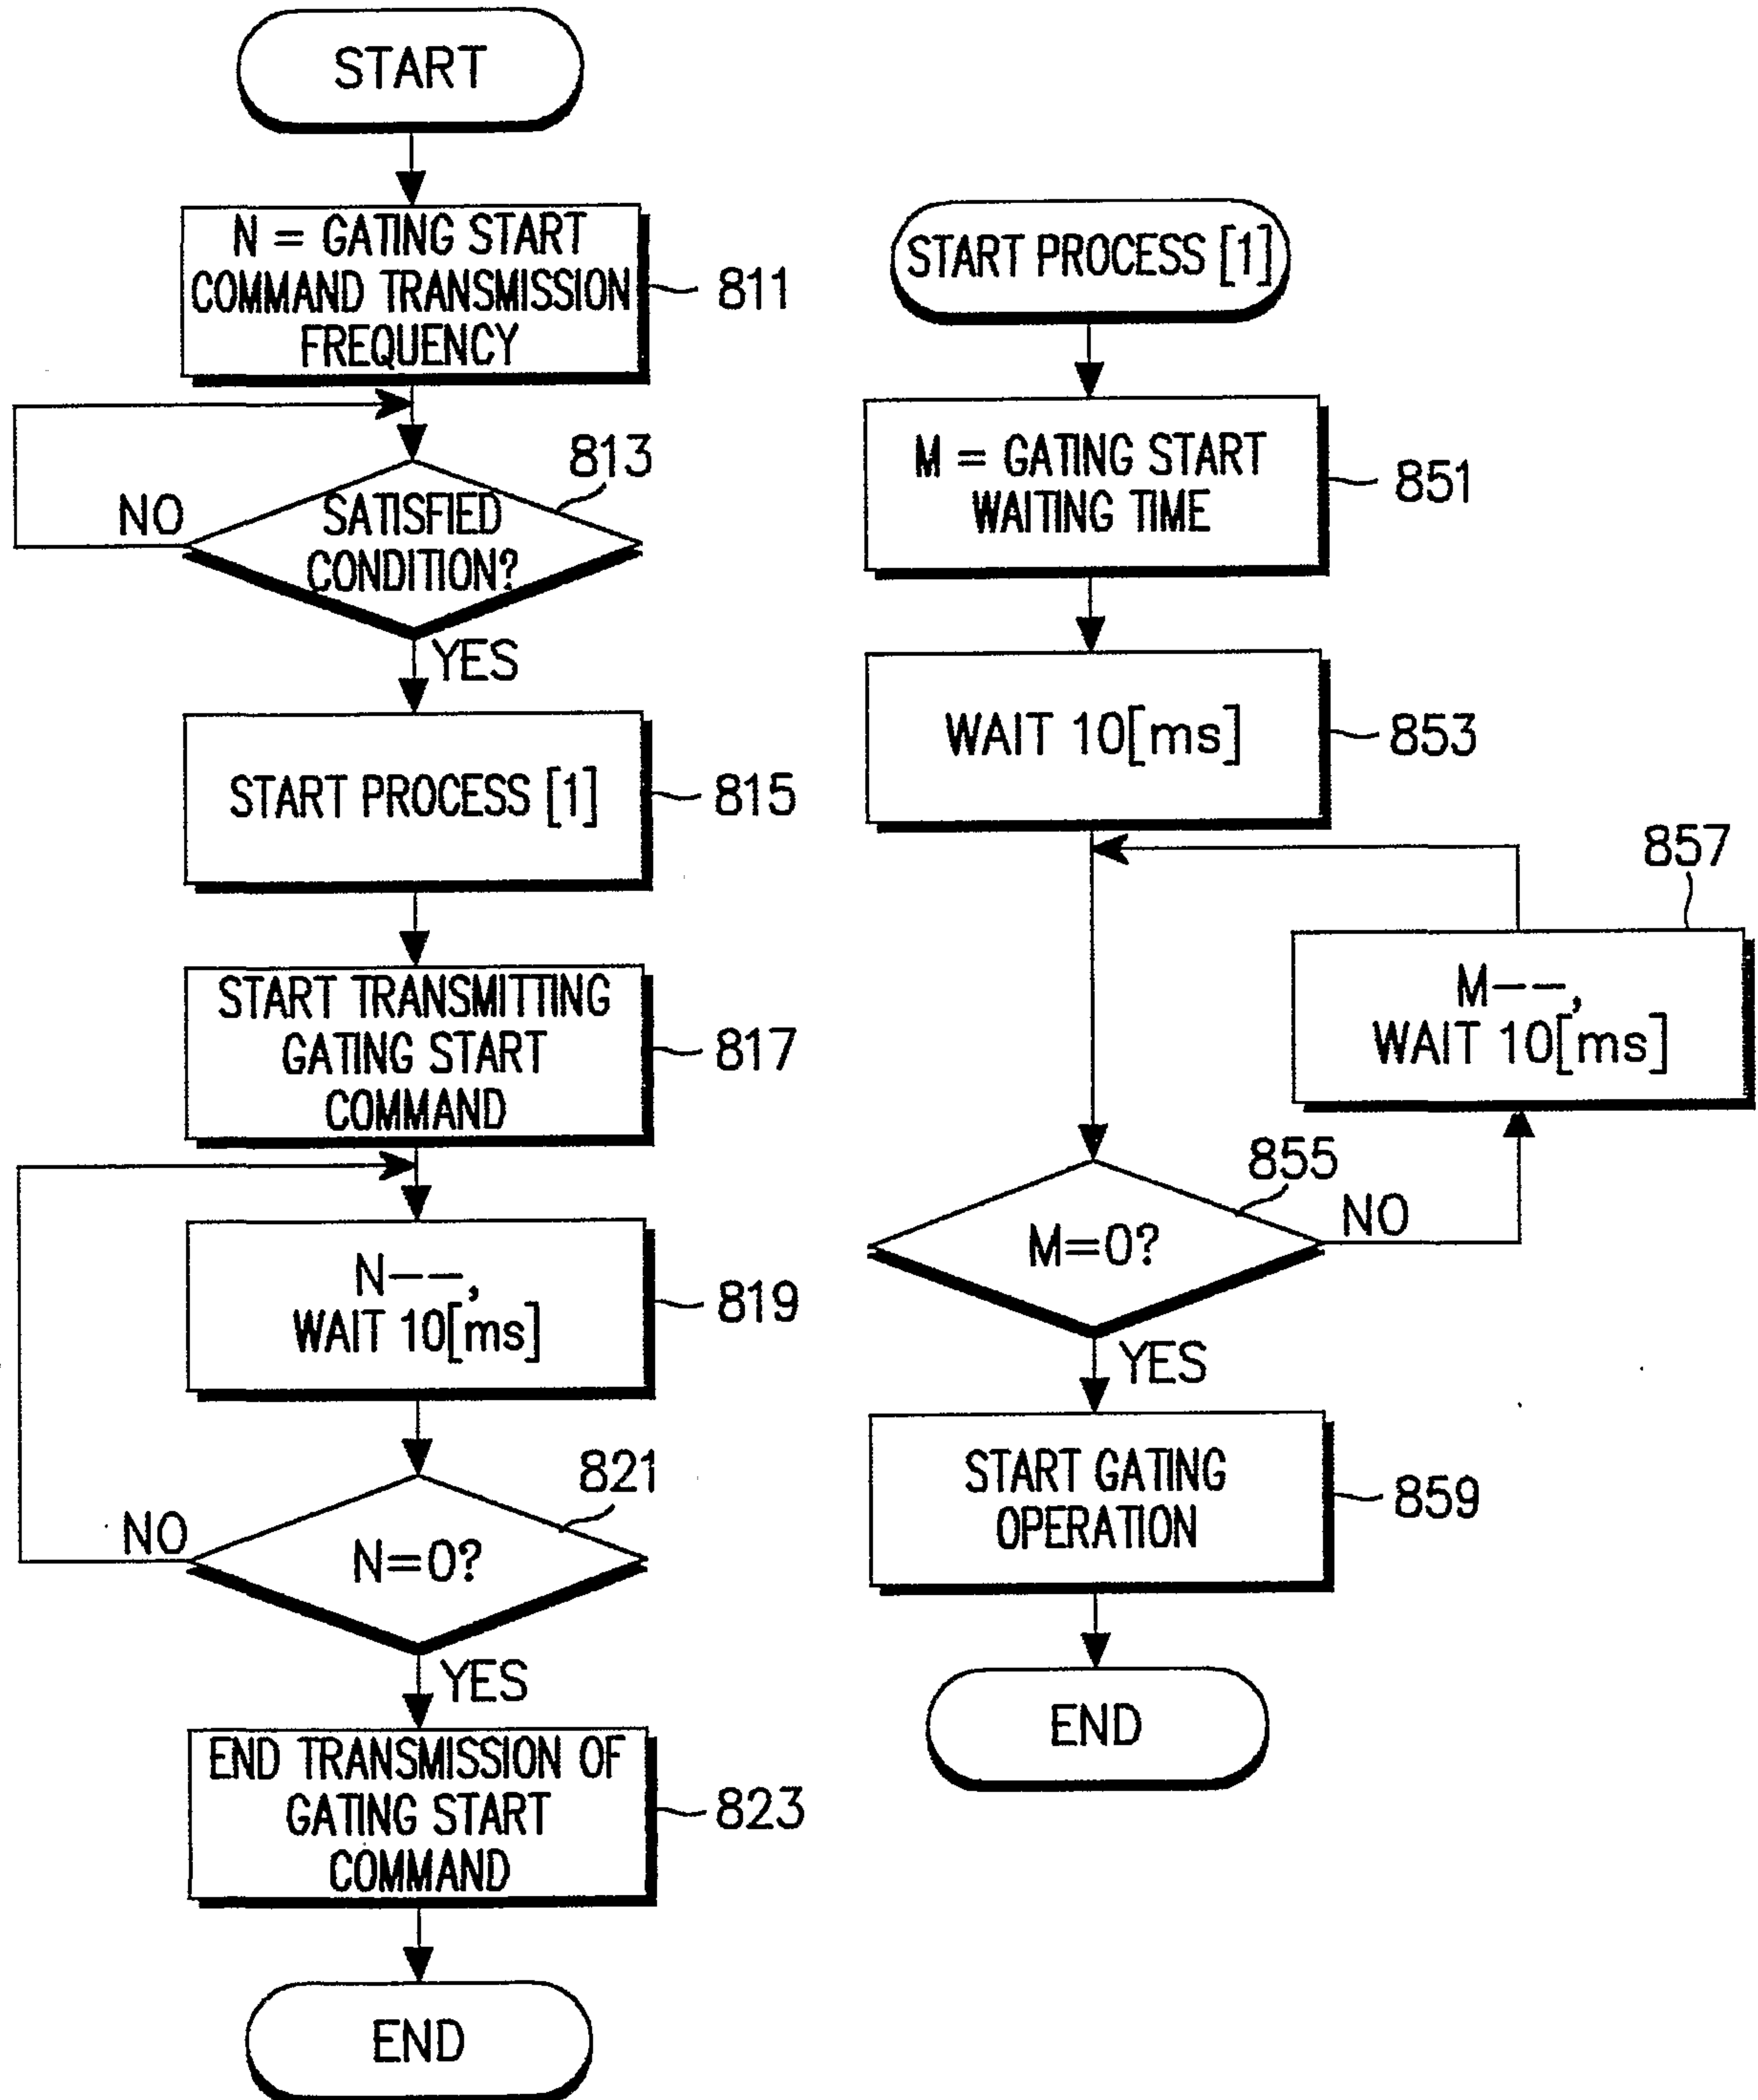 START
N = GATING START
COMMAND TRANSMISSION
FREQUENCY
811
813
SATISFIED
CONDITION?
NO
YES
START PROCESS [1]
815
START TRANSMITTING
GATING START
COMMAND
817
N−−,
WAIT 10[ms]
819
821
N=0?
NO
YES
END TRANSMISSION OF
GATING START
COMMAND
823
END
START PROCESS [1]
M = GATING START
WAITING TIME
851
WAIT 10[ms]
853
857
M−−,
WAIT 10[ms]
855
M=0?
NO
YES
START GATING
OPERATION
859
END